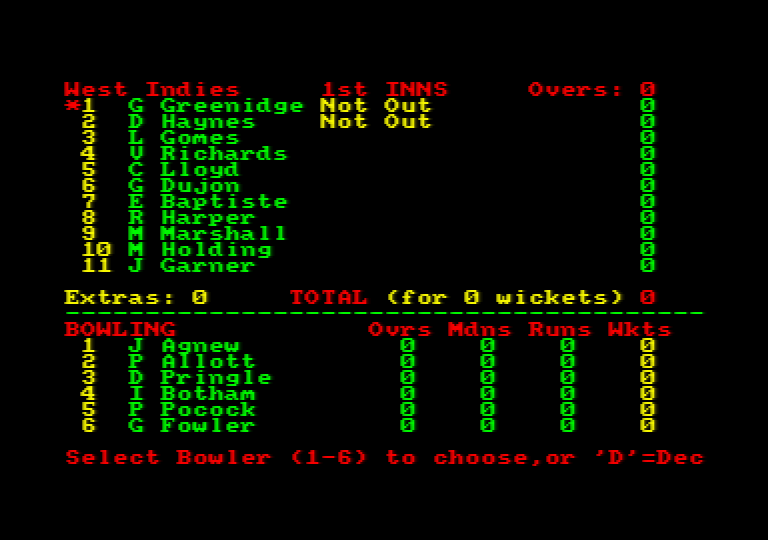 West Indies 1st INNS Overs: 0
*1 G Greenidge Not Out 0
2 D Haynes Not Out 0
3 L Gomes 0
4 V Richards 0
5 C Lloyd 0
6 G Dujon 0
7 E Baptiste 0
8 R Harper 0
9 M Marshall 0
10 M Holding 0
11 J Garner 0
Extras: 0 TOTAL (for 0 wickets) 0
----------------------------------------
BOWLING Ovrs Mdns Runs Wkts
1 J Agnew 0 0 0 0
2 P Allott 0 0 0 0
3 D Pringle 0 0 0 0
4 I Botham 0 0 0 0
5 P Pocock 0 0 0 0
6 G Fowler 0 0 0 0
Select Bowler (1-6) to choose,or 'D'=Dec